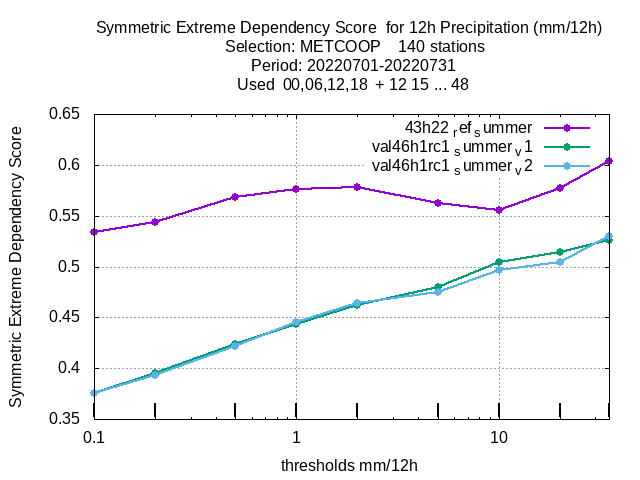 Symmetric Extreme Dependency Score for 12h Precipitation (mm/12h)
Selection: METCOOP 140 stations
Period: 20220701-20220731
Used 00,06,12,18 + 12 15 ... 48
43h22 ref summer
val46h1rc1 summer v1
val46h1rc1 summer v2
Symmetric Extreme Dependency Score
0.65
0.6
0.55
0.5
0.45
0.4
0.35
0.1 1 10
thresholds mm/12h